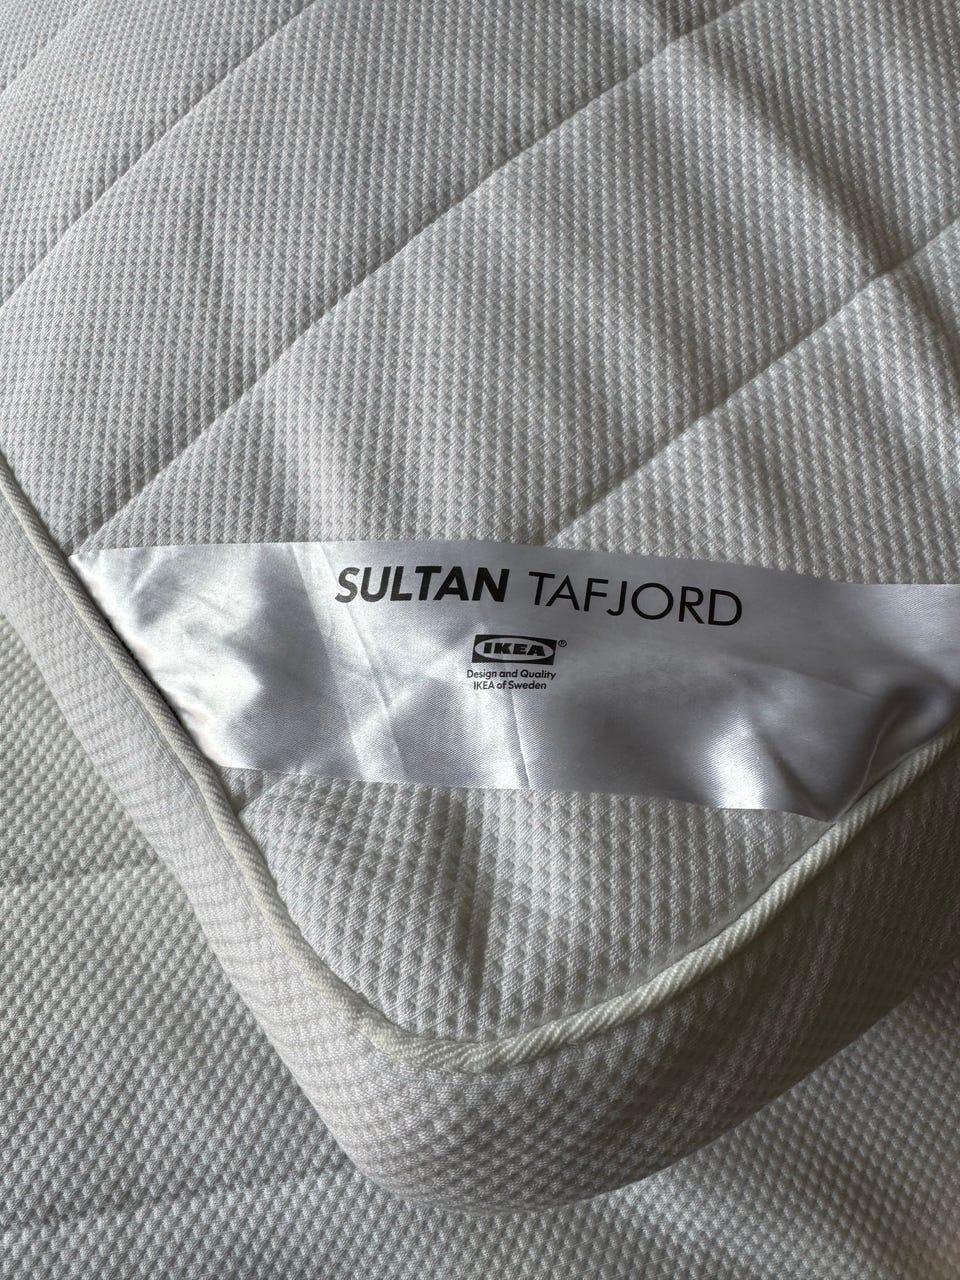 SULTAN TAFJORD
IKEA®
Design and Quality
IKEA of Sweden